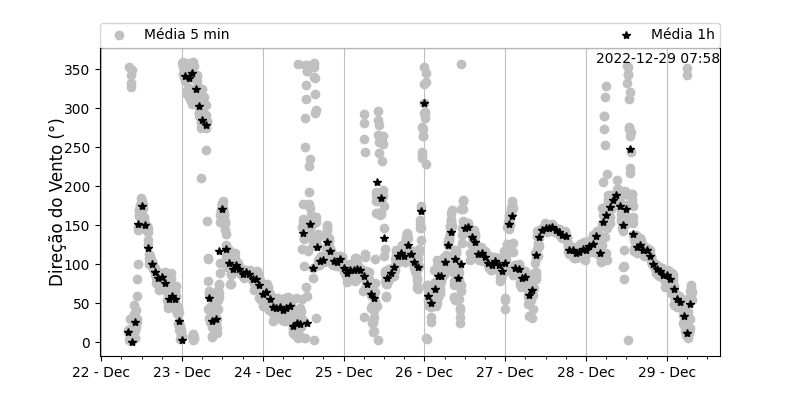 Média 5 min
Média 1h
2022-12-29 07:58
Direção do Vento (°)
350
300
250
200
150
100
50
0
22 - Dec
23 - Dec
24 - Dec
25 - Dec
26 - Dec
27 - Dec
28 - Dec
29 - Dec